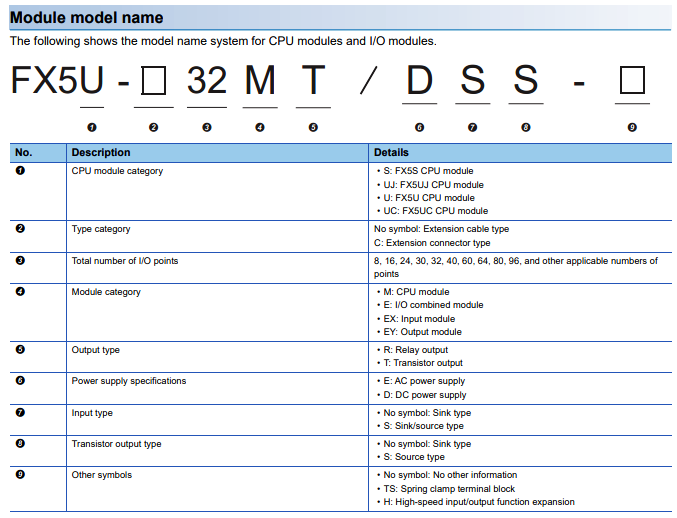 Module model name
The following shows the model name system for CPU modules and I/O modules.
FX5U - □ 32 M T / D S S - □
❶ ❷ ❸ ❹ ❺ ❻ ❼ ❽ ❾
No. Description Details
❶ CPU module category • S: FX5S CPU module
• UJ: FX5UJ CPU module
• U: FX5U CPU module
• UC: FX5UC CPU module
❷ Type category No symbol: Extension cable type
C: Extension connector type
❸ Total number of I/O points 8, 16, 24, 30, 32, 40, 60, 64, 80, 96, and other applicable numbers of
points
❹ Module category • M: CPU module
• E: I/O combined module
• EX: Input module
• EY: Output module
❺ Output type • R: Relay output
• T: Transistor output
❻ Power supply specifications • E: AC power supply
• D: DC power supply
❼ Input type • No symbol: Sink type
• S: Sink/source type
❽ Transistor output type • No symbol: Sink type
• S: Source type
❾ Other symbols • No symbol: No other information
• TS: Spring clamp terminal block
• H: High-speed input/output function expansion